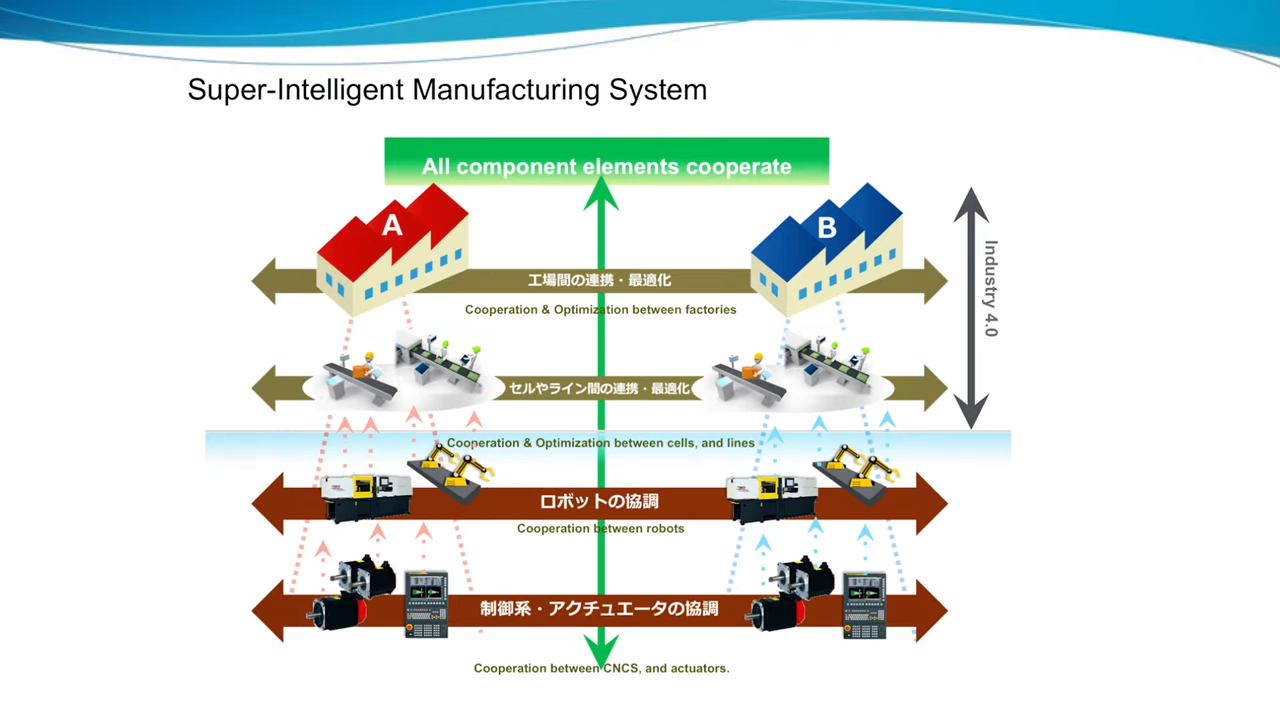 Super-Intelligent Manufacturing System
All component elements cooperate
A
B
工場間の連携・最適化
Cooperation & Optimization between factories
Industry 4.0
セルやライン間の連携・最適化
Cooperation & Optimization between cells, and lines
ロボットの協調
Cooperation between robots
制御系・アクチュエータの協調
Cooperation between CNCS, and actuators.